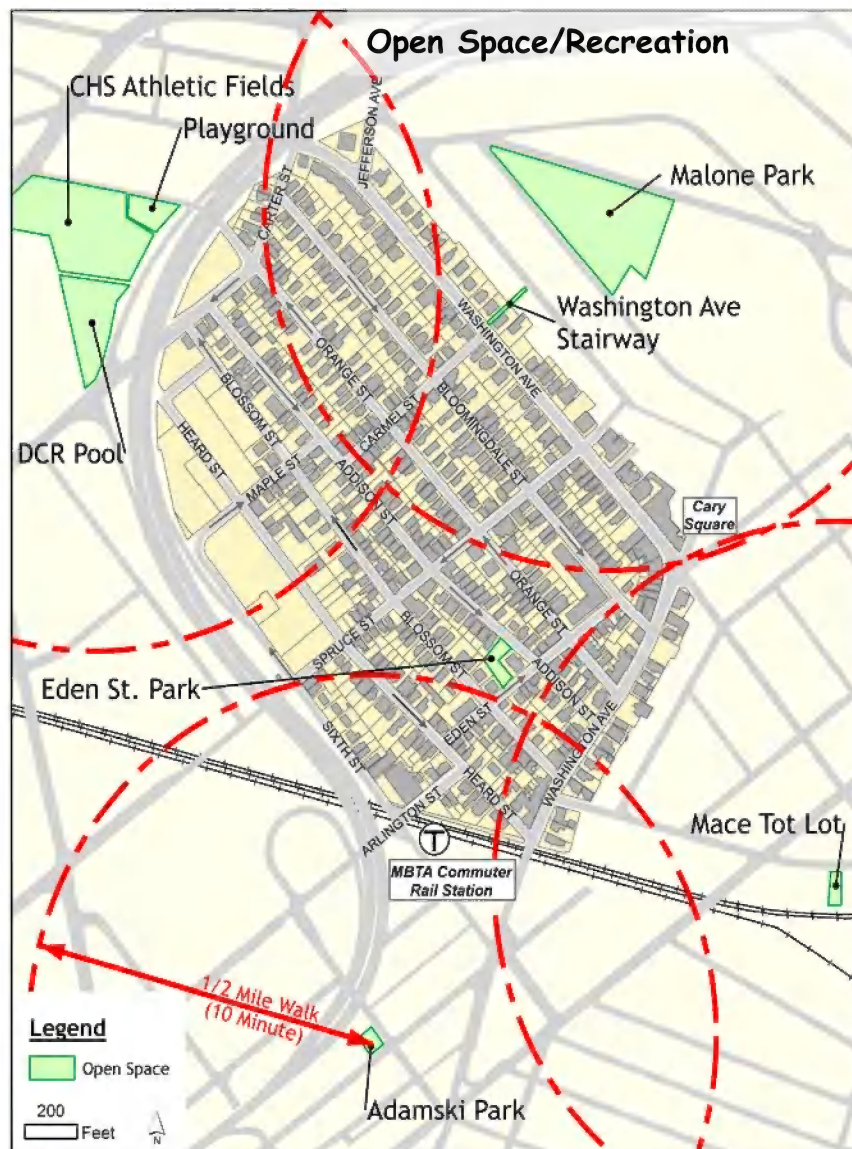 Open Space/Recreation
CHS Athletic Fields
Playground
JEFFERSON AVE
CARTER ST
Malone Park
Washington Ave
Stairway
WASHINGTON AVE
ORANGE ST
CARMEL ST
BLOOMINGDALE ST
BLOSSOM ST
HEARD ST
DCR Pool
MAPLE ST
ADDISON ST
Cary
Square
ORANGE ST
SPRUCE ST
BLOSSOM ST
ADDISON ST
Eden St. Park
EDEN ST
WASHINGTON AVE
SIXTH ST
HEARD ST
ARLINGTON ST
T
MBTA Commuter
Rail Station
Mace Tot Lot
1/2 Mile Walk
(10 Minute)
Legend
Open Space
200
Feet
N
Adamski Park